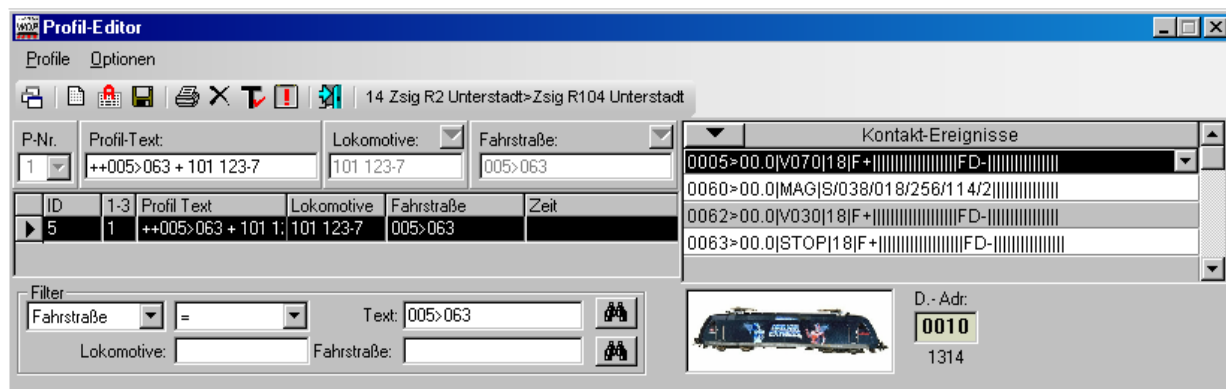 WDP Profil-Editor
Profile Optionen
14 Zsig R2 Unterstadt>Zsig R104 Unterstadt
P-Nr. Profil-Text: Lokomotive: Fahrstraße:
1 ++005>063 + 101 123-7 101 123-7 005>063
ID 1-3 Profil Text Lokomotive Fahrstraße Zeit
5 1 ++005>063 + 101 1: 101 123-7 005>063
Kontakt-Ereignisse
0005>00.0|V070|18|F+||||||||||||||||||||FD-|||||||||||||||
0060>00.0|MAG|S/038/018/256/114/2||||||||||||||
0062>00.0|V030|18|F+||||||||||||||||||||FD-|||||||||||||||
0063>00.0|STOP|18|F+||||||||||||||||||||FD-|||||||||||||||
Filter
Fahrstraße = Text: 005>063
Lokomotive: Fahrstraße:
D.- Adr:
0010
1314